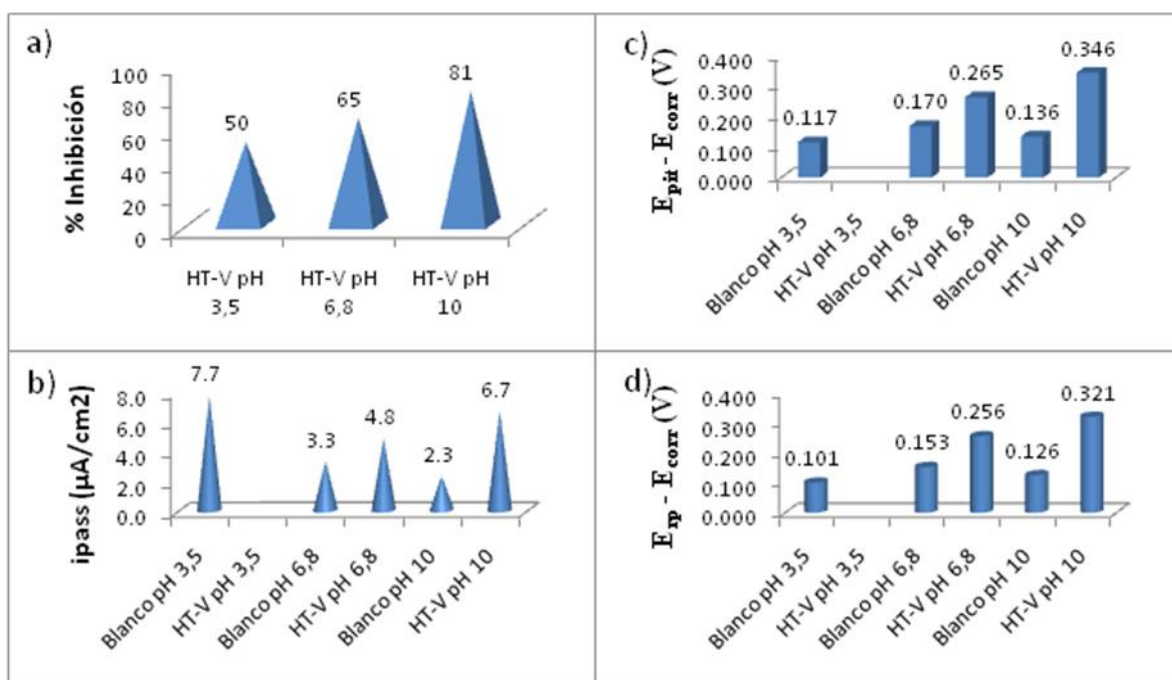 a)
% Inhibición
100
80
60
40
20
0
50
65
81
HT-V pH
3,5
HT-V pH
6,8
HT-V pH
10
c)
Epit - Ecorr (V)
0.400
0.300
0.200
0.100
0.000
0.117
0.170
0.265
0.136
0.346
Blanco pH 3,5
HT-V pH 3,5
Blanco pH 6,8
HT-V pH 6,8
Blanco pH 10
HT-V pH 10
b)
ipass (µA/cm2)
8.0
6.0
4.0
2.0
0.0
7.7
3.3
4.8
2.3
6.7
Blanco pH 3,5
HT-V pH 3,5
Blanco pH 6,8
HT-V pH 6,8
Blanco pH 10
HT-V pH 10
d)
Erp - Ecorr (V)
0.400
0.300
0.200
0.100
0.000
0.101
0.153
0.256
0.126
0.321
Blanco pH 3,5
HT-V pH 3,5
Blanco pH 6,8
HT-V pH 6,8
Blanco pH 10
HT-V pH 10